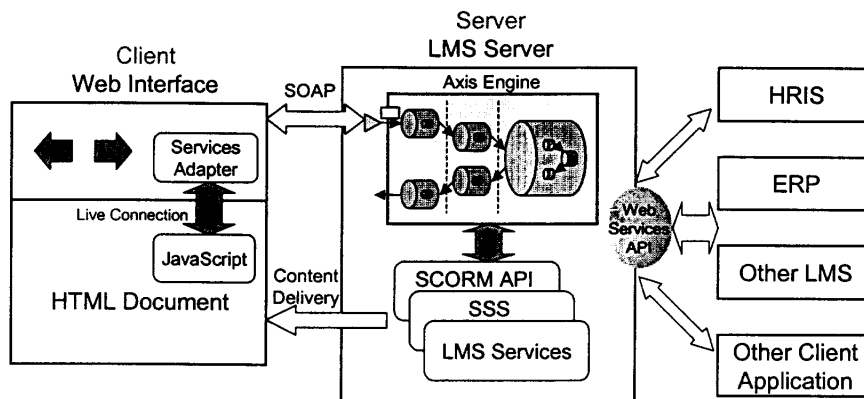 Client
Web Interface
Services
Adapter
Live Connection
JavaScript
HTML Document
SOAP
Content
Delivery
Server
LMS Server
Axis Engine
SCORM API
SSS
LMS Services
Web
Services
API
HRIS
ERP
Other LMS
Other Client
Application